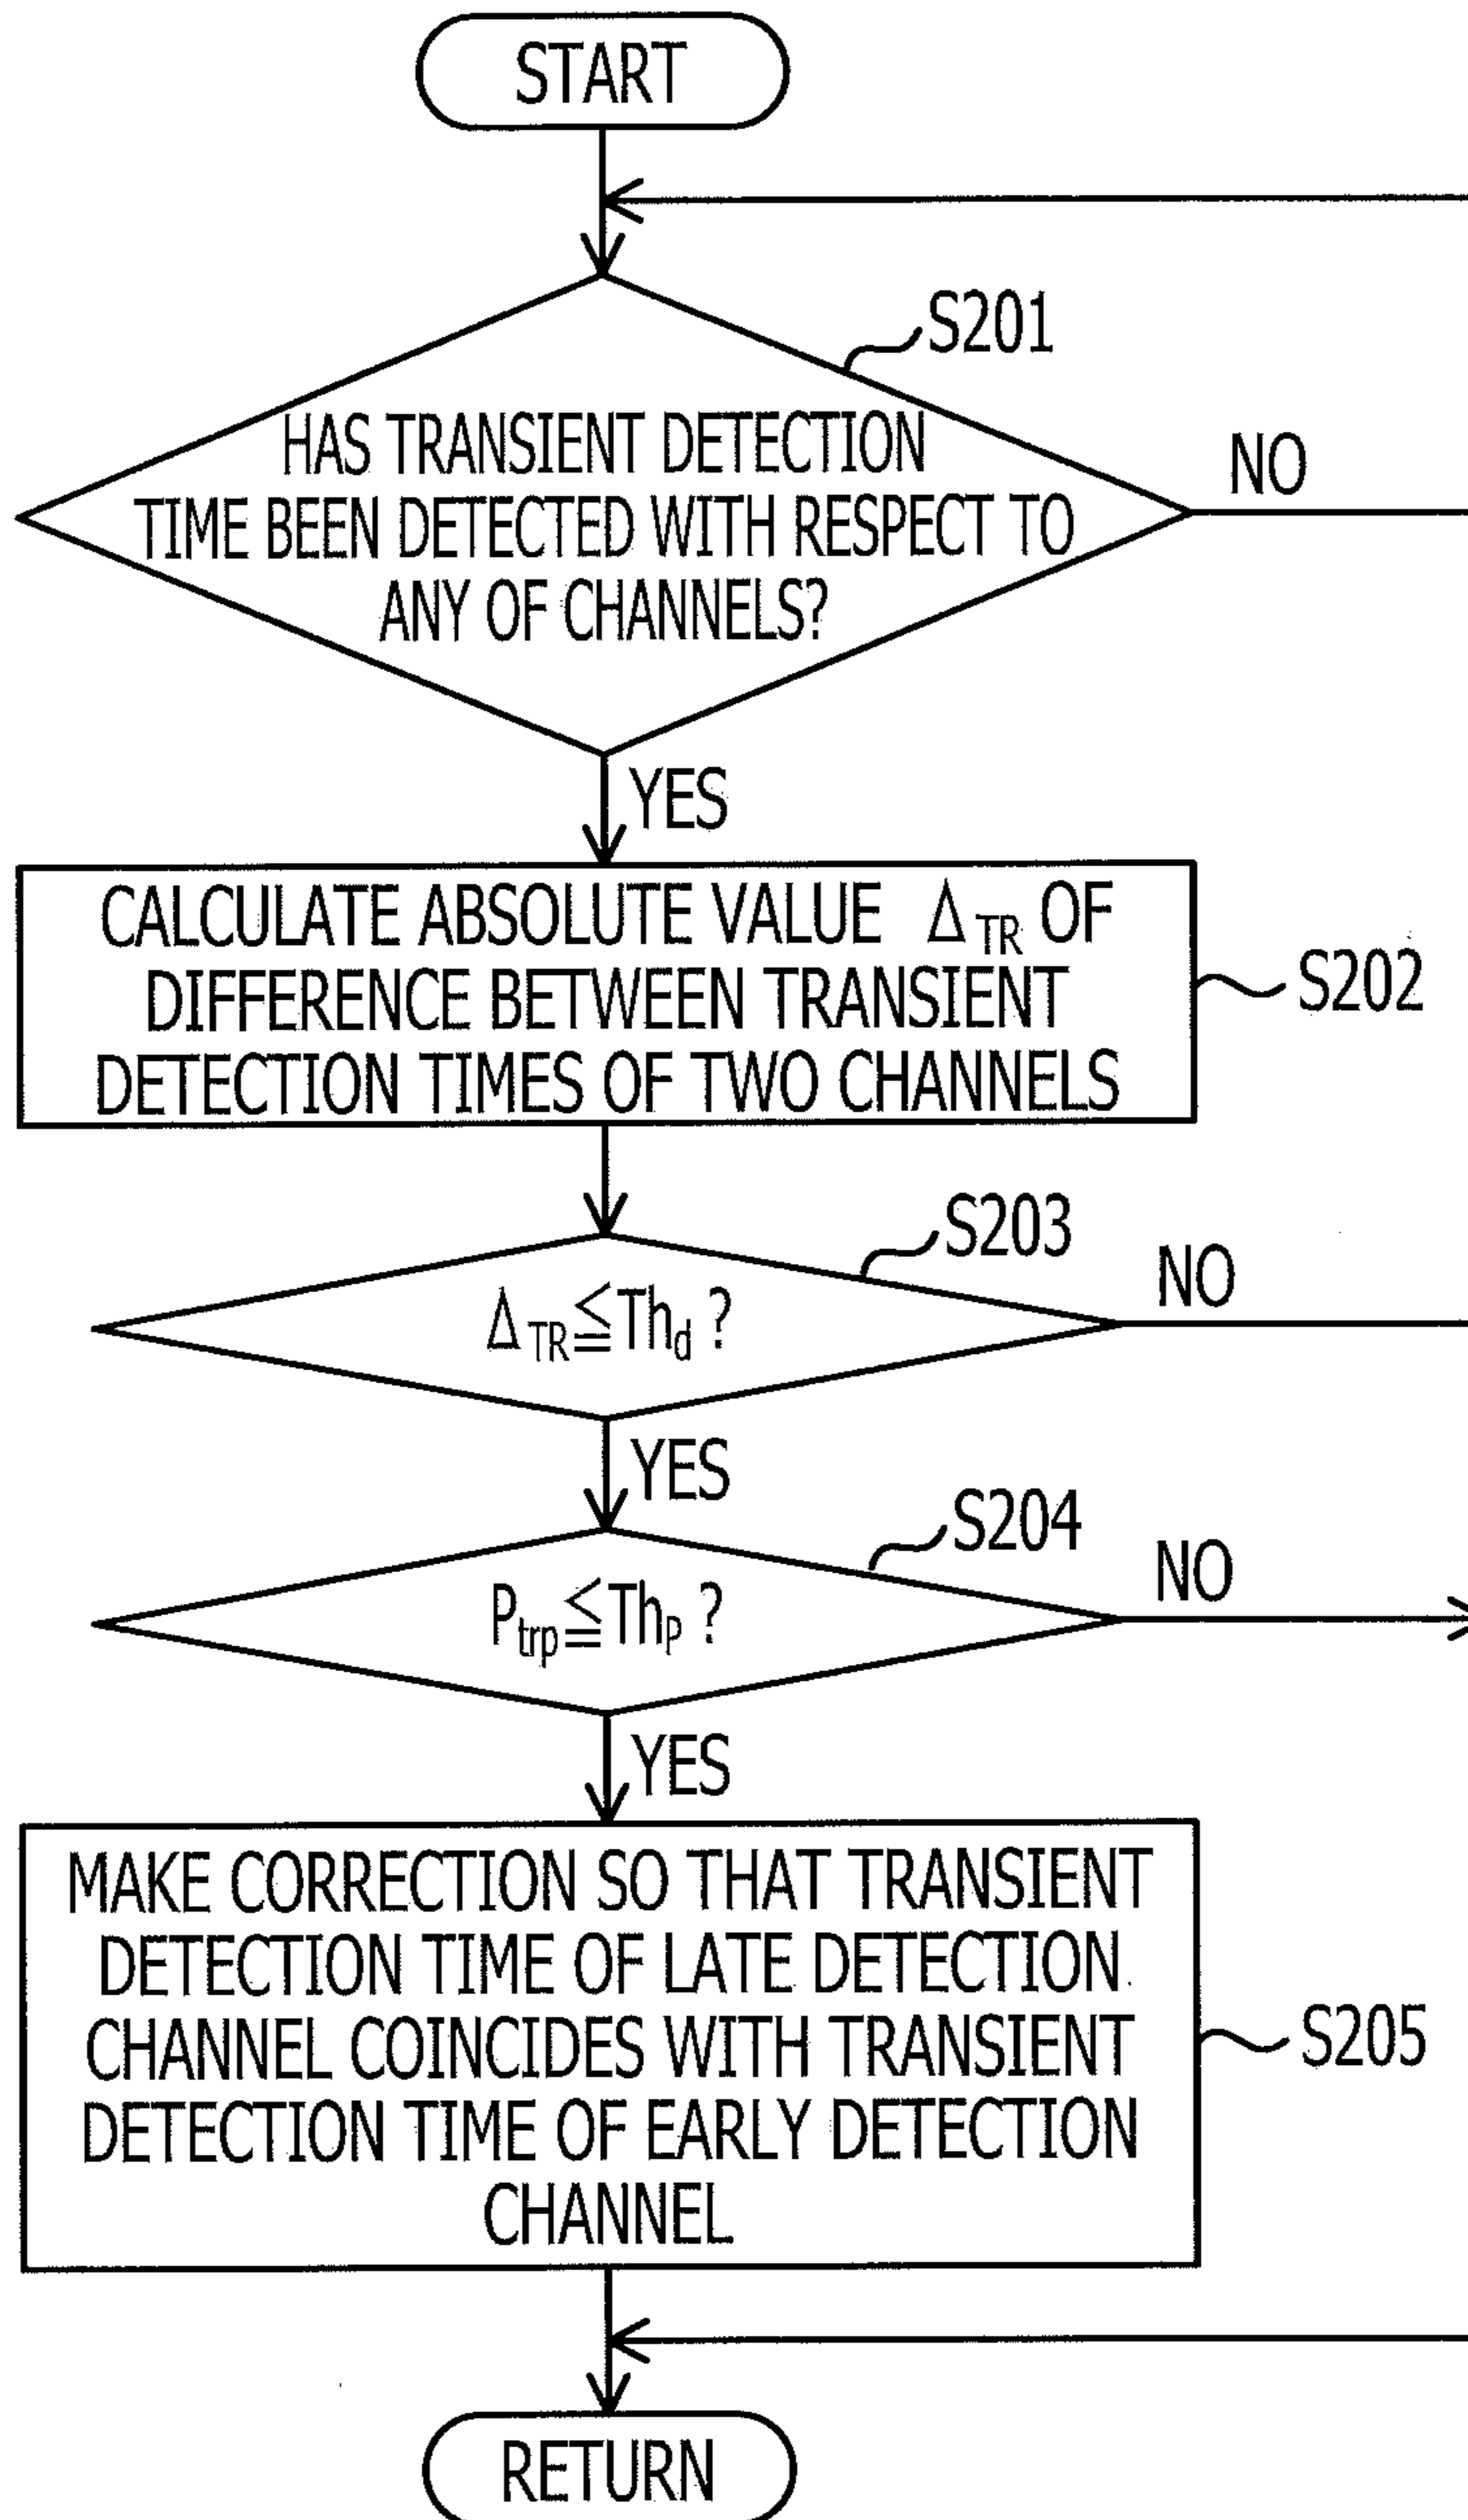 START
S201
HAS TRANSIENT DETECTION
TIME BEEN DETECTED WITH RESPECT TO
ANY OF CHANNELS?
NO
YES
CALCULATE ABSOLUTE VALUE Δ_TR OF
DIFFERENCE BETWEEN TRANSIENT
DETECTION TIMES OF TWO CHANNELS
S202
S203
Δ_TR≦Th_d ?
NO
YES
S204
P_trp≦Th_P ?
NO
YES
MAKE CORRECTION SO THAT TRANSIENT
DETECTION TIME OF LATE DETECTION
CHANNEL COINCIDES WITH TRANSIENT
DETECTION TIME OF EARLY DETECTION
CHANNEL
S205
RETURN